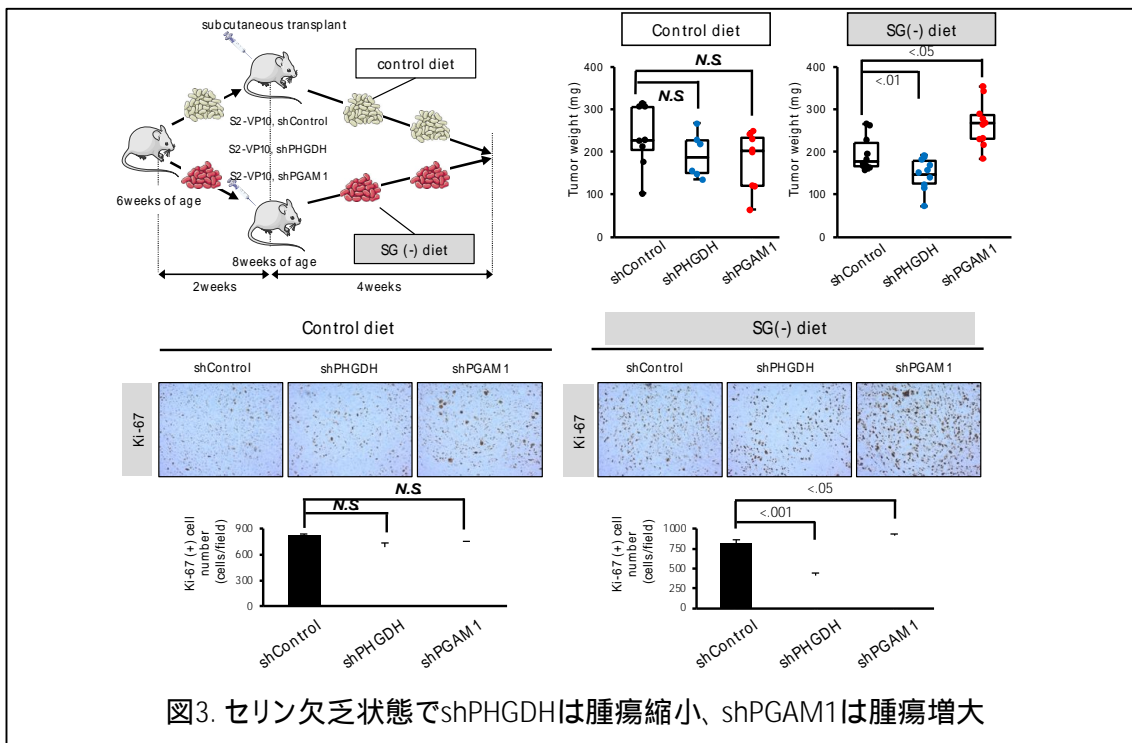 subcutaneous transplant
control diet
S2-VP10, shControl
S2-VP10, shPHGDH
S2-VP10, shPGAM1
6weeks of age
SG (-) diet
8weeks of age
2weeks
4weeks
Control diet
N.S.
N.S.
Tumor weight (mg)
400
300
200
100
0
shControl
shPHGDH
shPGAM1
SG(-) diet
<.05
<.01
Tumor weight (mg)
400
300
200
100
0
shControl
shPHGDH
shPGAM1
Control diet
shControl
shPHGDH
shPGAM1
Ki-67
N.S.
N.S.
Ki-67 (+) cell
number
(cells/field)
900
600
300
0
shControl
shPHGDH
shPGAM1
SG(-) diet
shControl
shPHGDH
shPGAM1
Ki-67
<.05
<.001
Ki-67 (+) cell
number
(cells/field)
1000
750
500
250
0
shControl
shPHGDH
shPGAM1
図3. セリン欠乏状態でshPHGDHは腫瘍縮小、shPGAM1は腫瘍増大